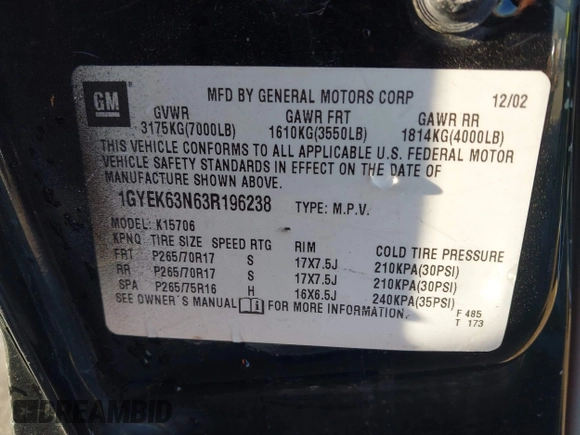 GM
MFD BY GENERAL MOTORS CORP 12/02
GVWR GAWR FRT GAWR RR
3175KG(7000LB) 1610KG(3550LB) 1814KG(4000LB)
THIS VEHICLE CONFORMS TO ALL APPLICABLE U.S. FEDERAL MOTOR
VEHICLE SAFETY STANDARDS IN EFFECT ON THE DATE OF
MANUFACTURE SHOWN ABOVE.
1GYEK63N63R196238 TYPE: M.P.V.
MODEL: K15706
KPNQ TIRE SIZE SPEED RTG RIM COLD TIRE PRESSURE
FRT P265/70R17 S 17X7.5J 210KPA(30PSI)
RR P265/70R17 S 17X7.5J 210KPA(30PSI)
SPA P265/75R16 H 16X6.5J 240KPA(35PSI)
SEE OWNER'S MANUAL FOR MORE INFORMATION.
F 485
T 173
DREAMBID